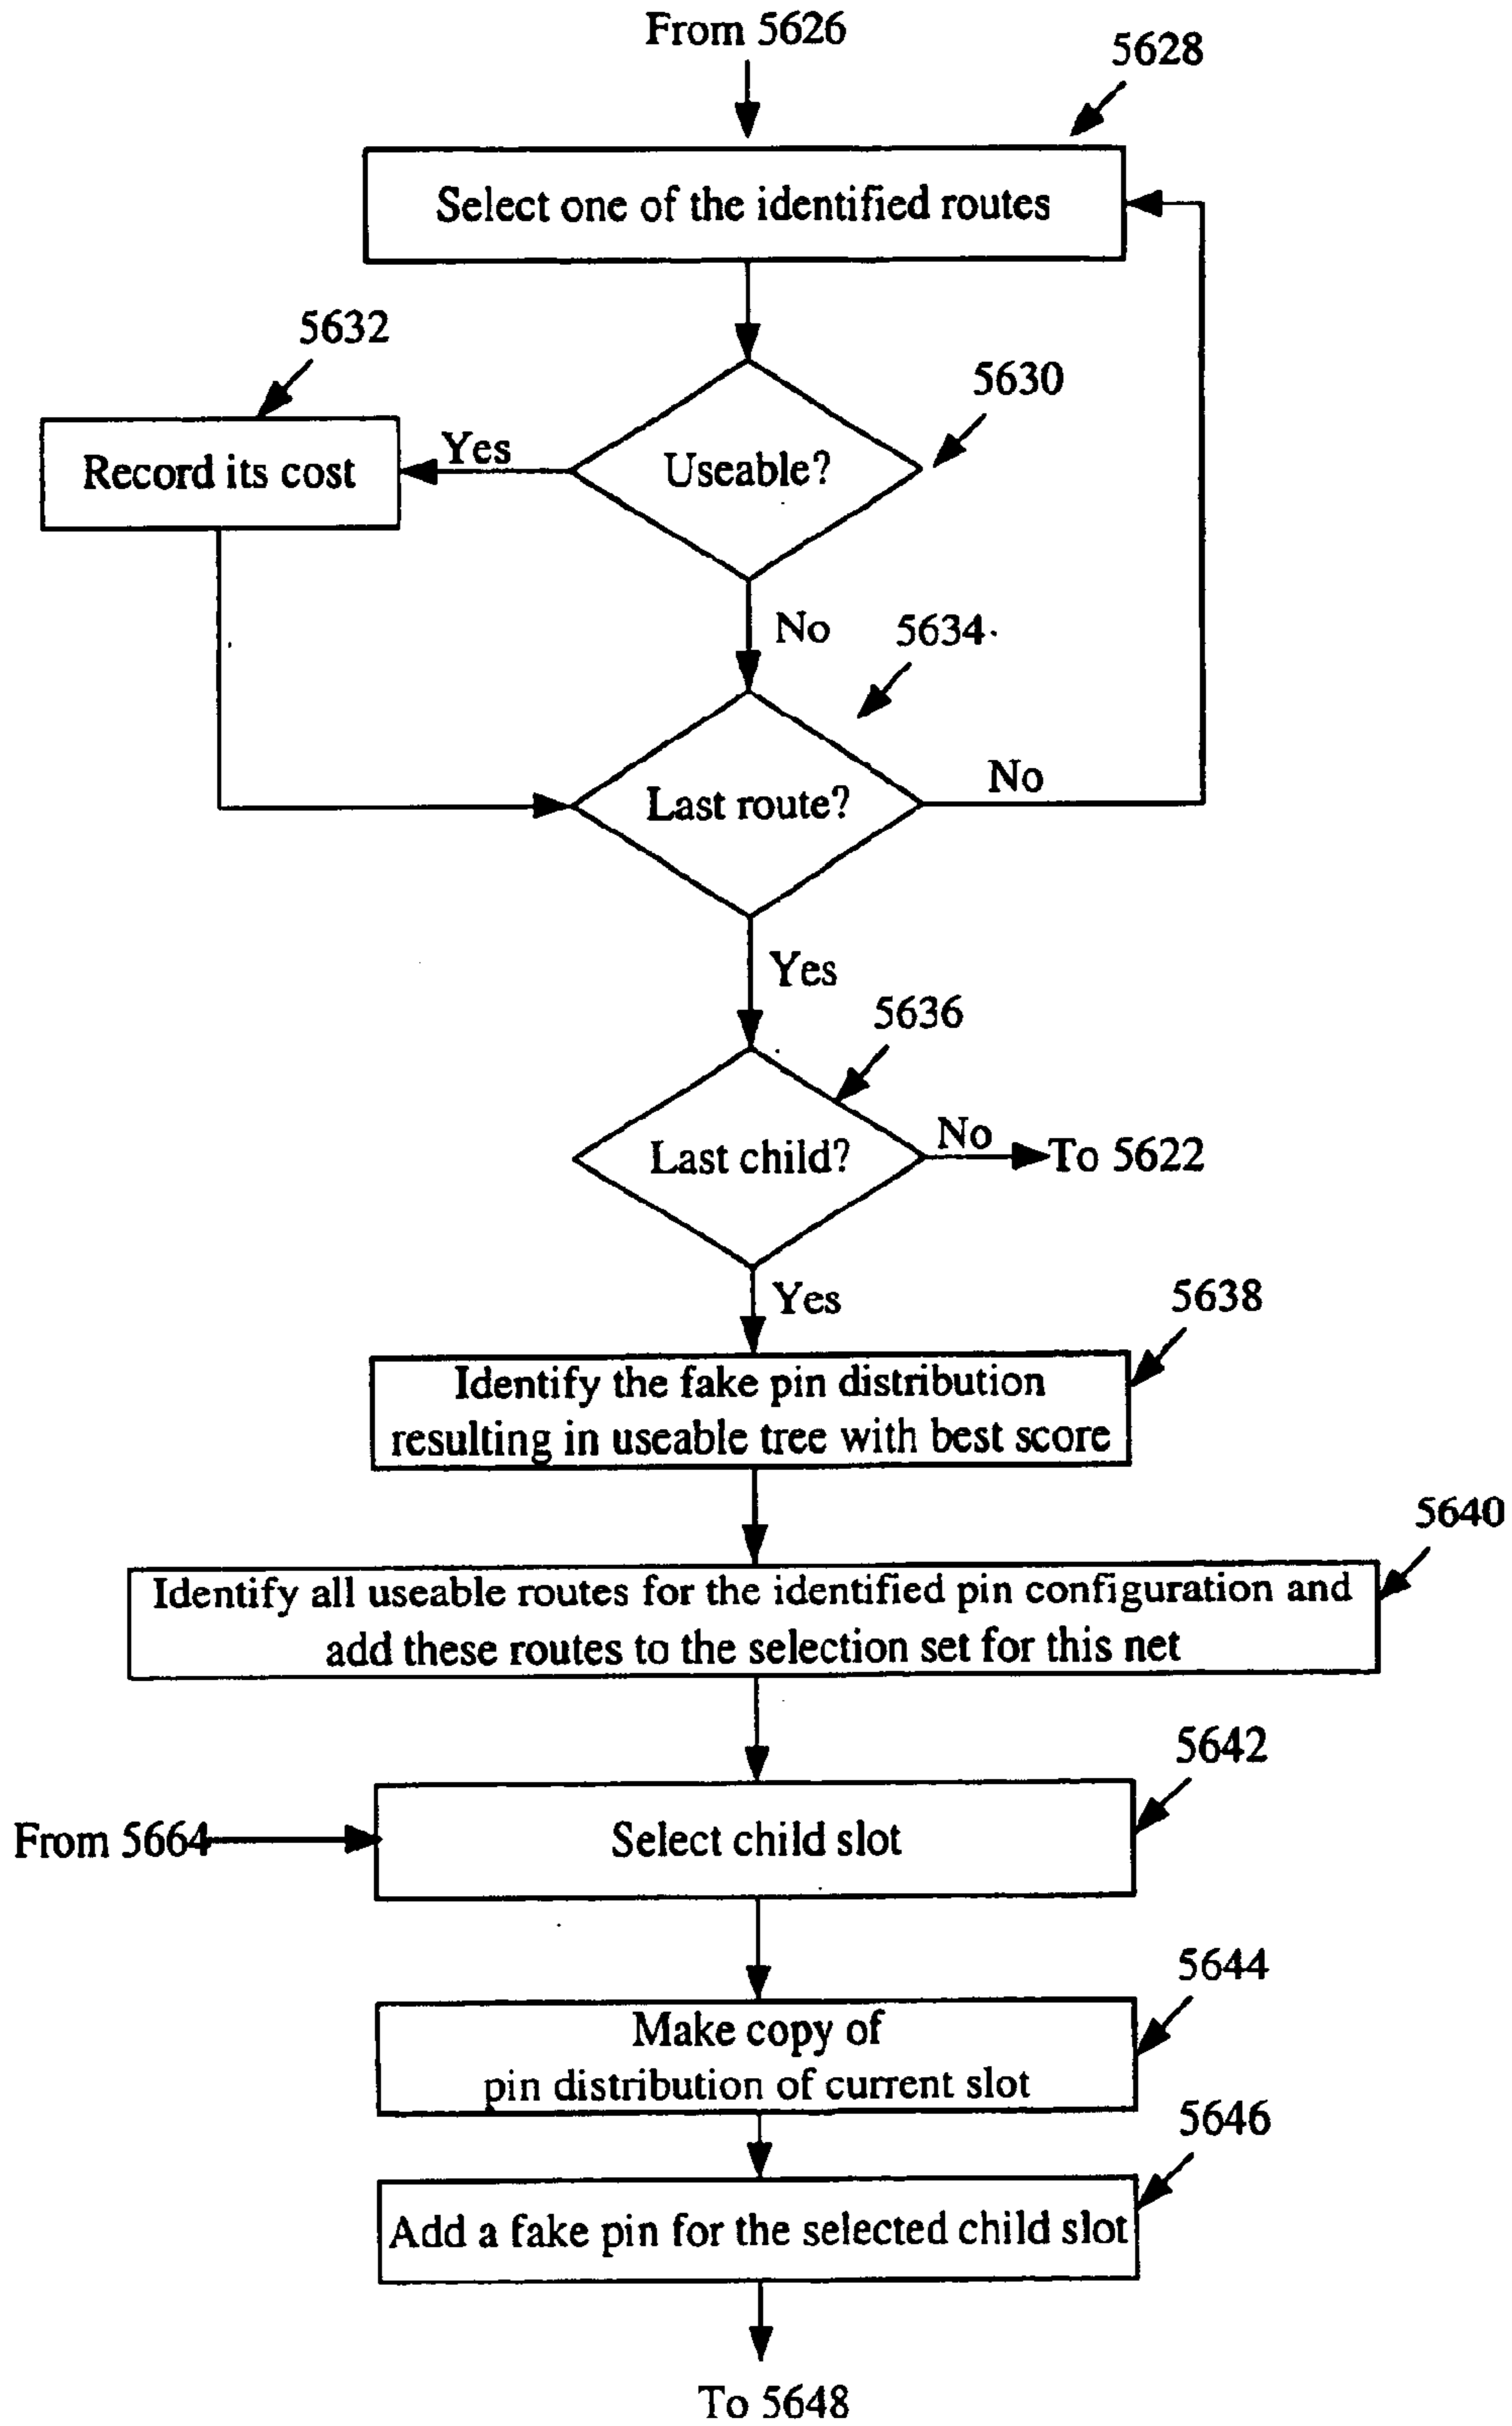 From 5626
5628
Select one of the identified routes
5632
5630
Record its cost
Yes
Useable?
No
5634
Last route?
No
Yes
5636
Last child?
No
To 5622
Yes
5638
Identify the fake pin distribution
resulting in useable tree with best score
5640
Identify all useable routes for the identified pin configuration and
add these routes to the selection set for this net
5642
From 5664
Select child slot
5644
Make copy of
pin distribution of current slot
5646
Add a fake pin for the selected child slot
To 5648